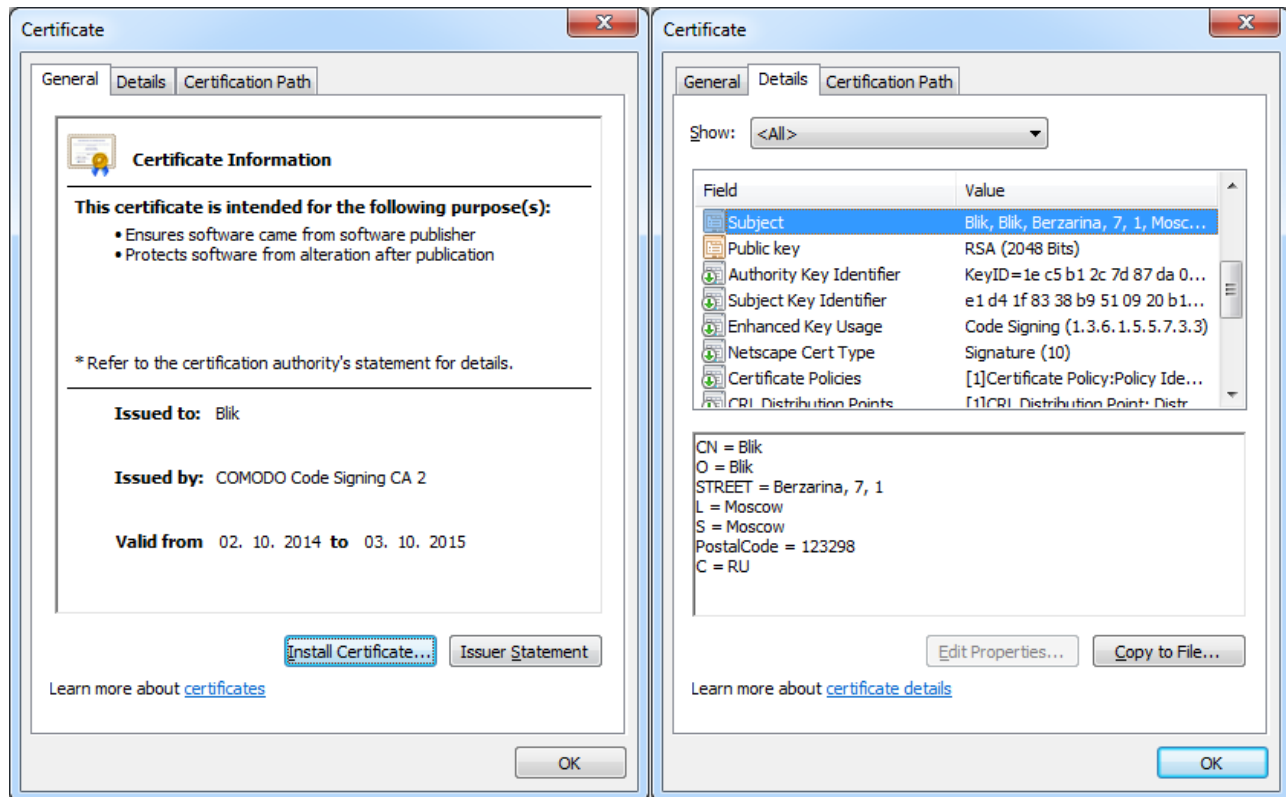 Certificate
General Details Certification Path
Certificate Information
This certificate is intended for the following purpose(s):
• Ensures software came from software publisher
• Protects software from alteration after publication
* Refer to the certification authority's statement for details.
Issued to: Blik
Issued by: COMODO Code Signing CA 2
Valid from 02. 10. 2014 to 03. 10. 2015
Install Certificate... Issuer Statement
Learn more about certificates
OK
Certificate
General Details Certification Path
Show: <All>
Field Value
Subject Blik, Blik, Berzarina, 7, 1, Mosc...
Public key RSA (2048 Bits)
Authority Key Identifier KeyID=1e c5 b1 2c 7d 87 da 0...
Subject Key Identifier e1 d4 1f 83 38 b9 51 09 20 b1...
Enhanced Key Usage Code Signing (1.3.6.1.5.5.7.3.3)
Netscape Cert Type Signature (10)
Certificate Policies [1]Certificate Policy:Policy Ide...
CRL Distribution Points [1]CRL Distribution Point: Distr
CN = Blik
O = Blik
STREET = Berzarina, 7, 1
L = Moscow
S = Moscow
PostalCode = 123298
C = RU
Edit Properties... Copy to File...
Learn more about certificate details
OK